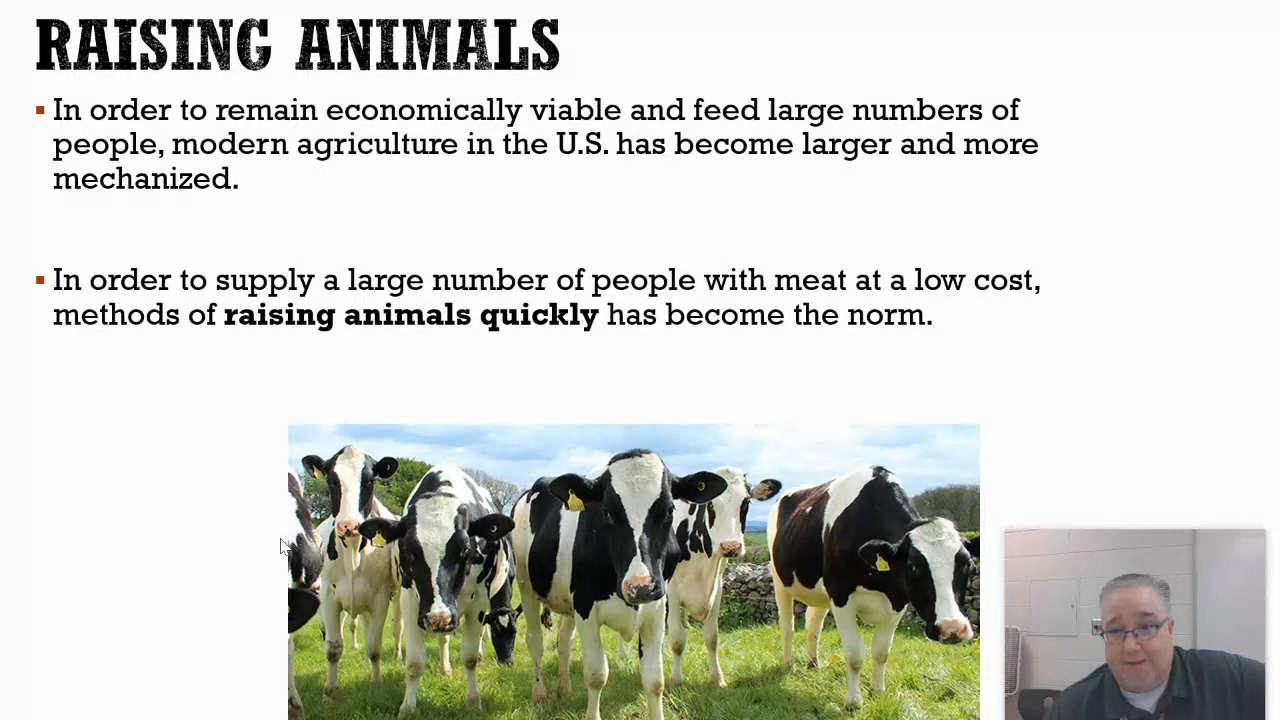 RAISING ANIMALS
▪ In order to remain economically viable and feed large numbers of
people, modern agriculture in the U.S. has become larger and more
mechanized.
▪ In order to supply a large number of people with meat at a low cost,
methods of raising animals quickly has become the norm.